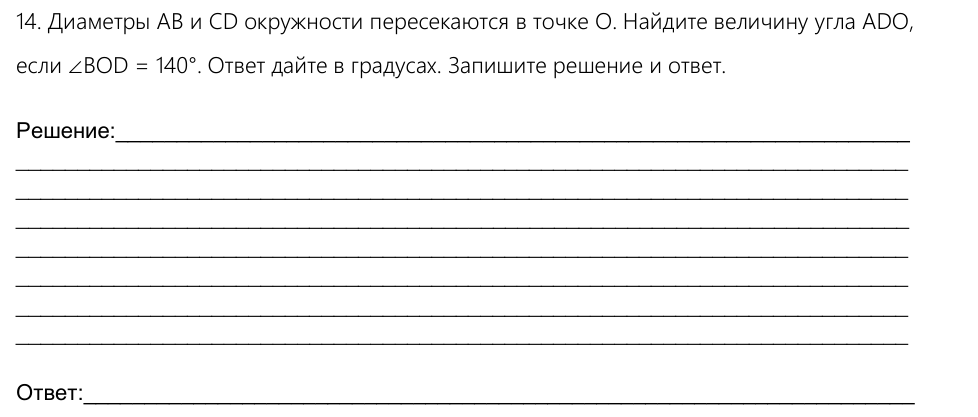 14. Диаметры AB и CD окружности пересекаются в точке O. Найдите величину угла ADO,
если ∠BOD = 140°. Ответ дайте в градусах. Запишите решение и ответ.
Решение:
Ответ: